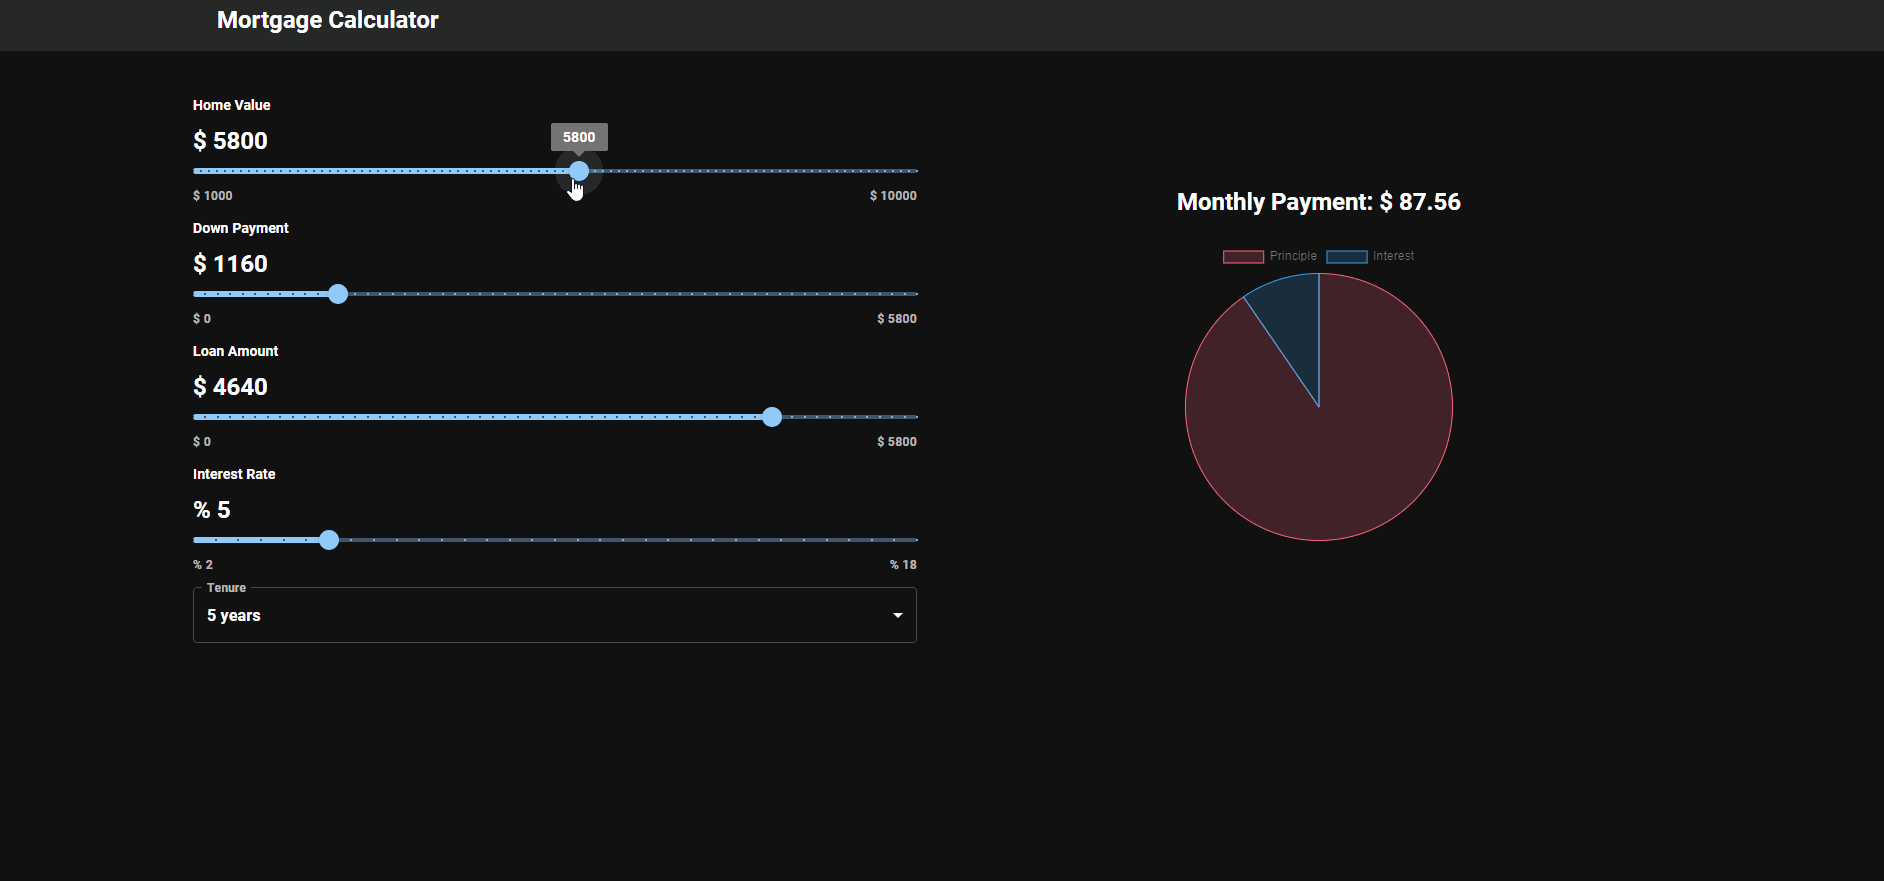 Mortgage Calculator
Home Value
$ 5800
5800
$ 1000 $ 10000
Down Payment
$ 1160
$ 0 $ 5800
Loan Amount
$ 4640
$ 0 $ 5800
Interest Rate
% 5
% 2 % 18
Tenure
5 years
Monthly Payment: $ 87.56
Principle Interest